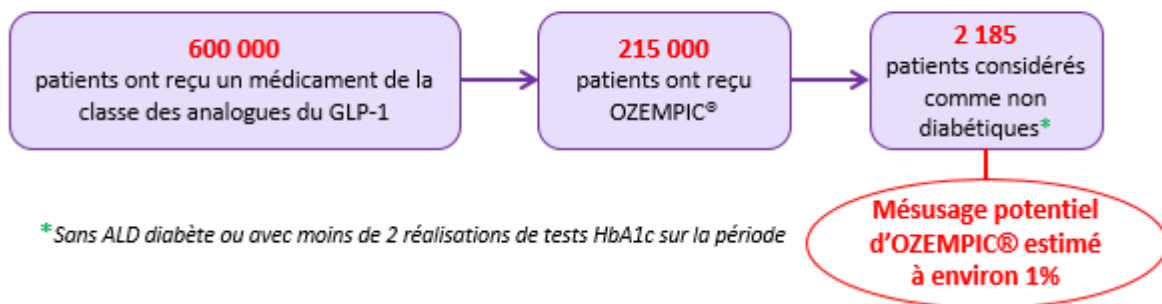 600 000
patients ont reçu un médicament de la
classe des analogues du GLP-1
215 000
patients ont reçu
OZEMPIC®
2 185
patients considérés
comme non
diabétiques*
*Sans ALD diabète ou avec moins de 2 réalisations de tests HbA1c sur la période
Mésusage potentiel
d’OZEMPIC® estimé
à environ 1%